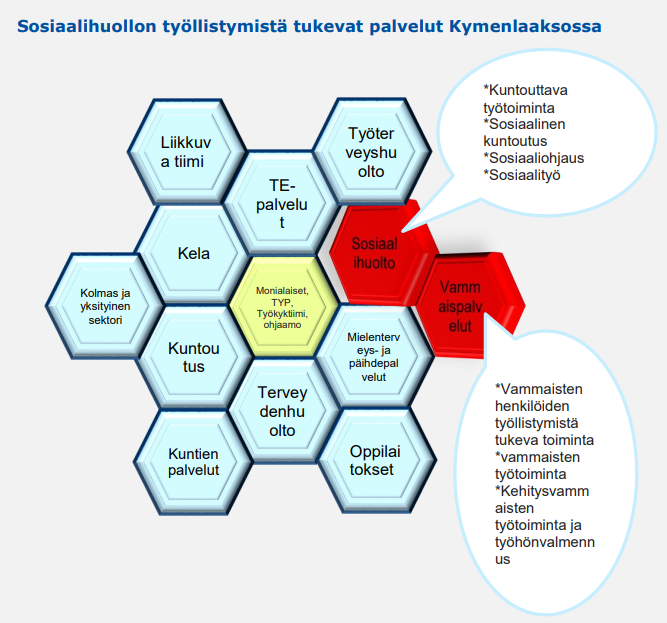 Sosiaalihuollon työllistymistä tukevat palvelut Kymenlaaksossa
*Kuntouttava
työtoiminta
*Sosiaalinen
kuntoutus
*Sosiaaliohjaus
*Sosiaalityö
Liikkuv
a tiimi
Työter
veyshu
olto
TE-
palvelu
t
Kela
Sosiaal
ihuolto
Kolmas ja
yksityinen
sektori
Monialaiset,
TYP,
Työkyktiimi,
ohjaamo
Vamm
aispalv
elut
Kuntou
tus
Mielenterv
eys- ja
päihdepal
velut
Tervey
denhu
olto
Kuntien
palvelut
Oppilai
tokset
*Vammaisten
henkilöiden
työllistymistä
tukeva toiminta
*vammaisten
työtoiminta
*Kehitysvamm
aisten
työtoiminta ja
työhönvalmenn
us